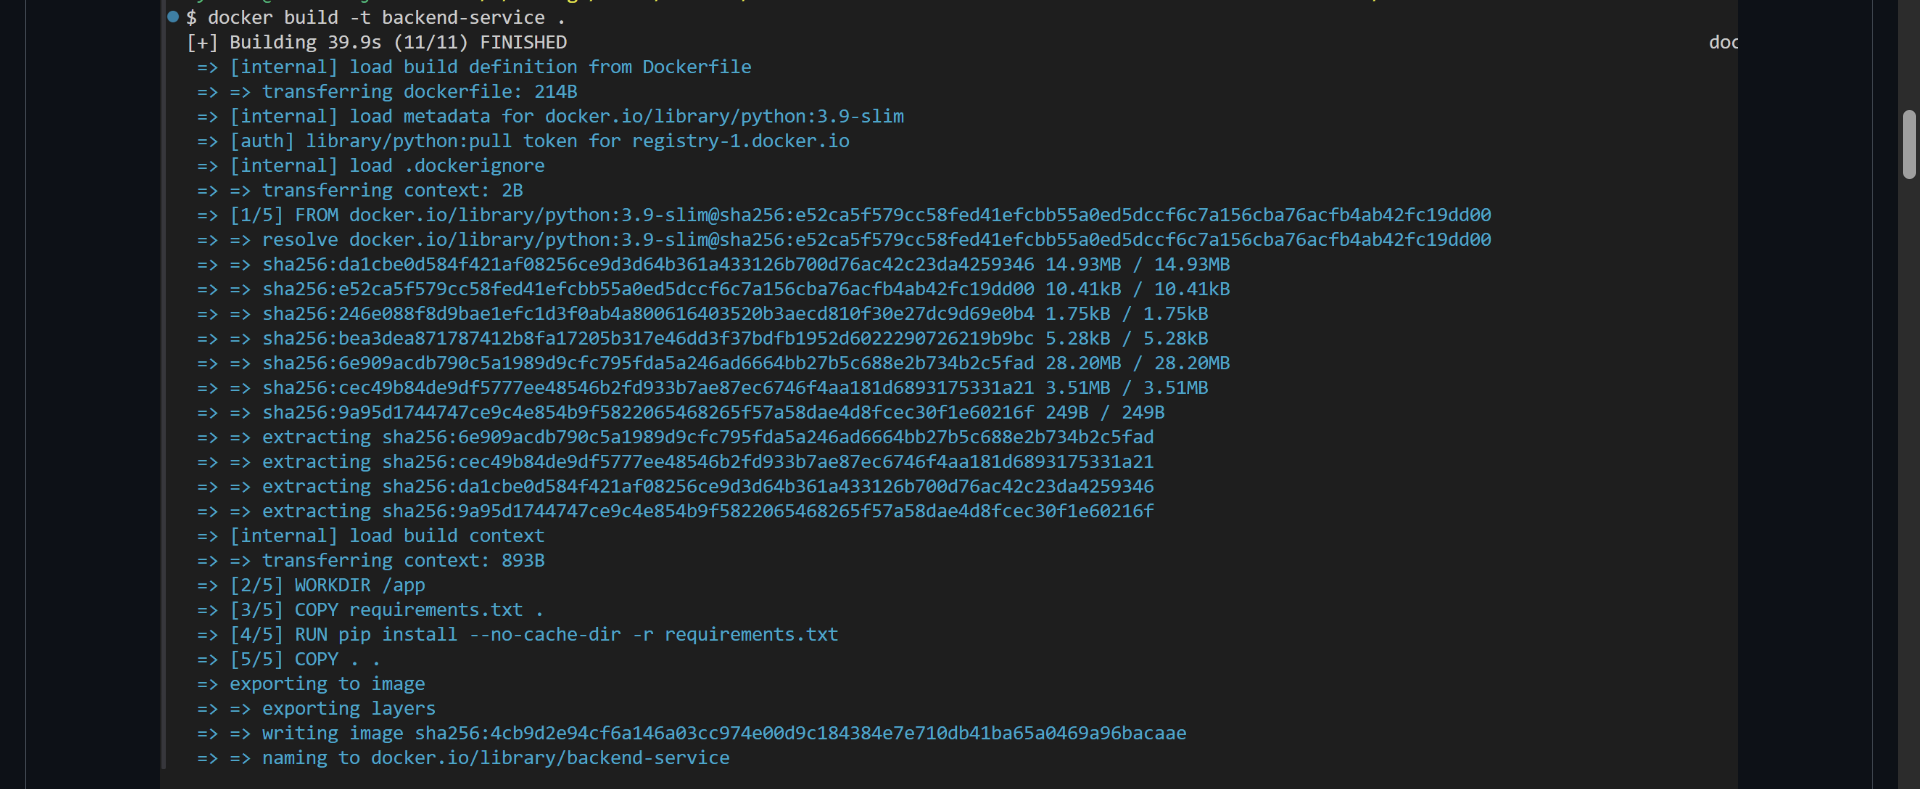 $ docker build -t backend-service .
[+] Building 39.9s (11/11) FINISHED doc
=> [internal] load build definition from Dockerfile
=> => transferring dockerfile: 214B
=> [internal] load metadata for docker.io/library/python:3.9-slim
=> [auth] library/python:pull token for registry-1.docker.io
=> [internal] load .dockerignore
=> => transferring context: 2B
=> [1/5] FROM docker.io/library/python:3.9-slim@sha256:e52ca5f579cc58fed41efcbb55a0ed5dccf6c7a156cba76acfb4ab42fc19dd00
=> => resolve docker.io/library/python:3.9-slim@sha256:e52ca5f579cc58fed41efcbb55a0ed5dccf6c7a156cba76acfb4ab42fc19dd00
=> => sha256:da1cbe0d584f421af08256ce9d3d64b361a433126b700d76ac42c23da4259346 14.93MB / 14.93MB
=> => sha256:e52ca5f579cc58fed41efcbb55a0ed5dccf6c7a156cba76acfb4ab42fc19dd00 10.41kB / 10.41kB
=> => sha256:246e088f8d9bae1efc1d3f0ab4a800616403520b3aecd810f30e27dc9d69e0b4 1.75kB / 1.75kB
=> => sha256:bea3dea871787412b8fa17205b317e46dd3f37bdfb1952d6022290726219b9bc 5.28kB / 5.28kB
=> => sha256:6e909acdb790c5a1989d9cfc795fda5a246ad6664bb27b5c688e2b734b2c5fad 28.20MB / 28.20MB
=> => sha256:cec49b84de9df5777ee48546b2fd933b7ae87ec6746f4aa181d6893175331a21 3.51MB / 3.51MB
=> => sha256:9a95d1744747ce9c4e854b9f5822065468265f57a58dae4d8fcec30f1e60216f 249B / 249B
=> => extracting sha256:6e909acdb790c5a1989d9cfc795fda5a246ad6664bb27b5c688e2b734b2c5fad
=> => extracting sha256:cec49b84de9df5777ee48546b2fd933b7ae87ec6746f4aa181d6893175331a21
=> => extracting sha256:da1cbe0d584f421af08256ce9d3d64b361a433126b700d76ac42c23da4259346
=> => extracting sha256:9a95d1744747ce9c4e854b9f5822065468265f57a58dae4d8fcec30f1e60216f
=> [internal] load build context
=> => transferring context: 893B
=> [2/5] WORKDIR /app
=> [3/5] COPY requirements.txt .
=> [4/5] RUN pip install --no-cache-dir -r requirements.txt
=> [5/5] COPY . .
=> exporting to image
=> => exporting layers
=> => writing image sha256:4cb9d2e94cf6a146a03cc974e00d9c184384e7e710db41ba65a0469a96bacaae
=> => naming to docker.io/library/backend-service